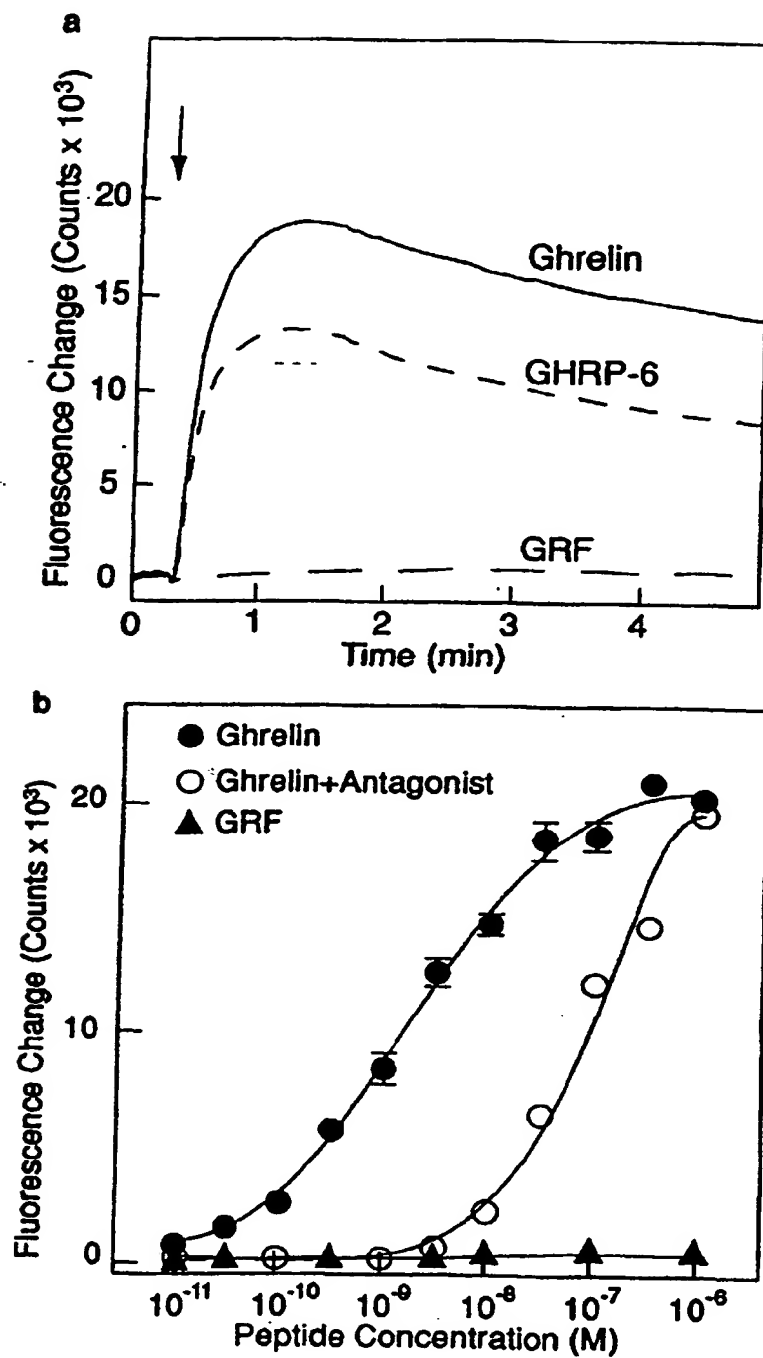 a
Fluorescence Change (Counts x 10³)
20
15
10
5
0
Ghrelin
GHRP-6
GRF
0 1 2 3 4
Time (min)
b
Fluorescence Change (Counts x 10³)
Ghrelin
Ghrelin+Antagonist
GRF
20
10
0
10⁻¹¹ 10⁻¹⁰ 10⁻⁹ 10⁻⁸ 10⁻⁷ 10⁻⁶
Peptide Concentration (M)